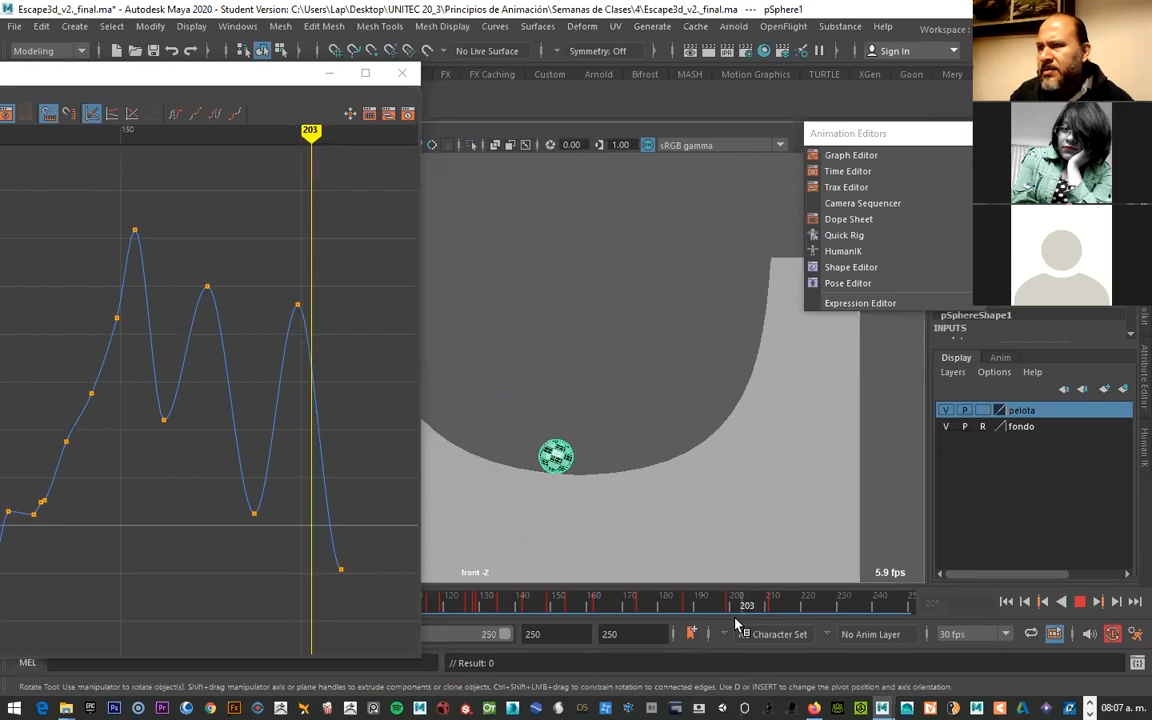 Escape3d_v2._final.ma* - Autodesk Maya 2020 - Student Version: C:\Users\Lap\Desktop\UNITEC 20_3\Principios de Animación\Semanas de Clases\4\Escape3d_v2._final.ma --- pSphere1
File Edit Create Select Modify Display Windows Mesh Edit Mesh Mesh Tools Mesh Display Curves Surfaces Deform UV Generate Cache Arnold OpenFlight Substance Help Workspace :
Modeling No Live Surface Symmetry: Off Sign In
FX FX Caching Custom Arnold Bifrost MASH Motion Graphics TURTLE XGen Goon Mery
150 203
0.00 1.00 sRGB gamma
Animation Editors
Graph Editor
Time Editor
Trax Editor
Camera Sequencer
Dope Sheet
Quick Rig
HumanIK
Shape Editor
Pose Editor
Expression Editor
pSphereShape1
INPUTS
Display Anim
Layers Options Help
V P pelota
V P R fondo
Attribute Editor
Human IK
front -Z 5.9 fps
120 130 140 150 160 170 180 190 200 210 220 230 240
203
250 250 250 Character Set No Anim Layer 30 fps
MEL // Result: 0
Rotate Tool: Use manipulator to rotate object(s). Shift+drag manipulator axis or plane handles to extrude components or clone objects. Ctrl+Shift+LMB+drag to constrain rotation to connected edges. Use D or INSERT to change the pivot position and axis orientation.
08:07 a. m.